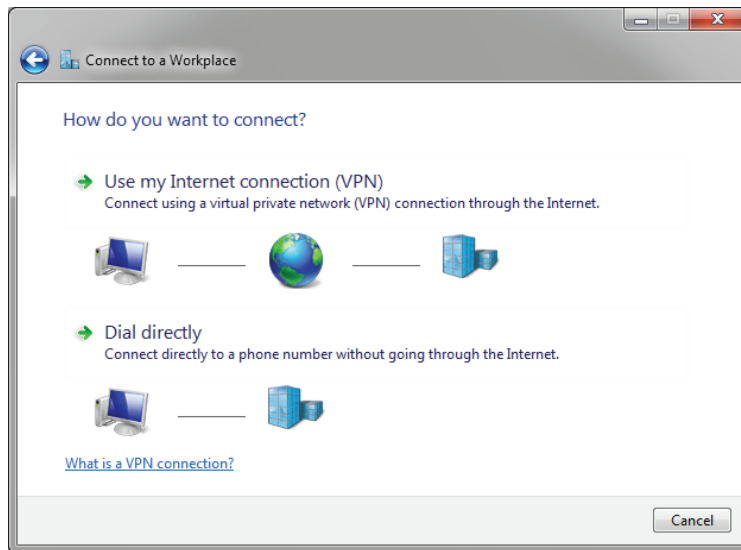 Connect to a Workplace
How do you want to connect?
Use my Internet connection (VPN)
Connect using a virtual private network (VPN) connection through the Internet.
Dial directly
Connect directly to a phone number without going through the Internet.
What is a VPN connection?
Cancel